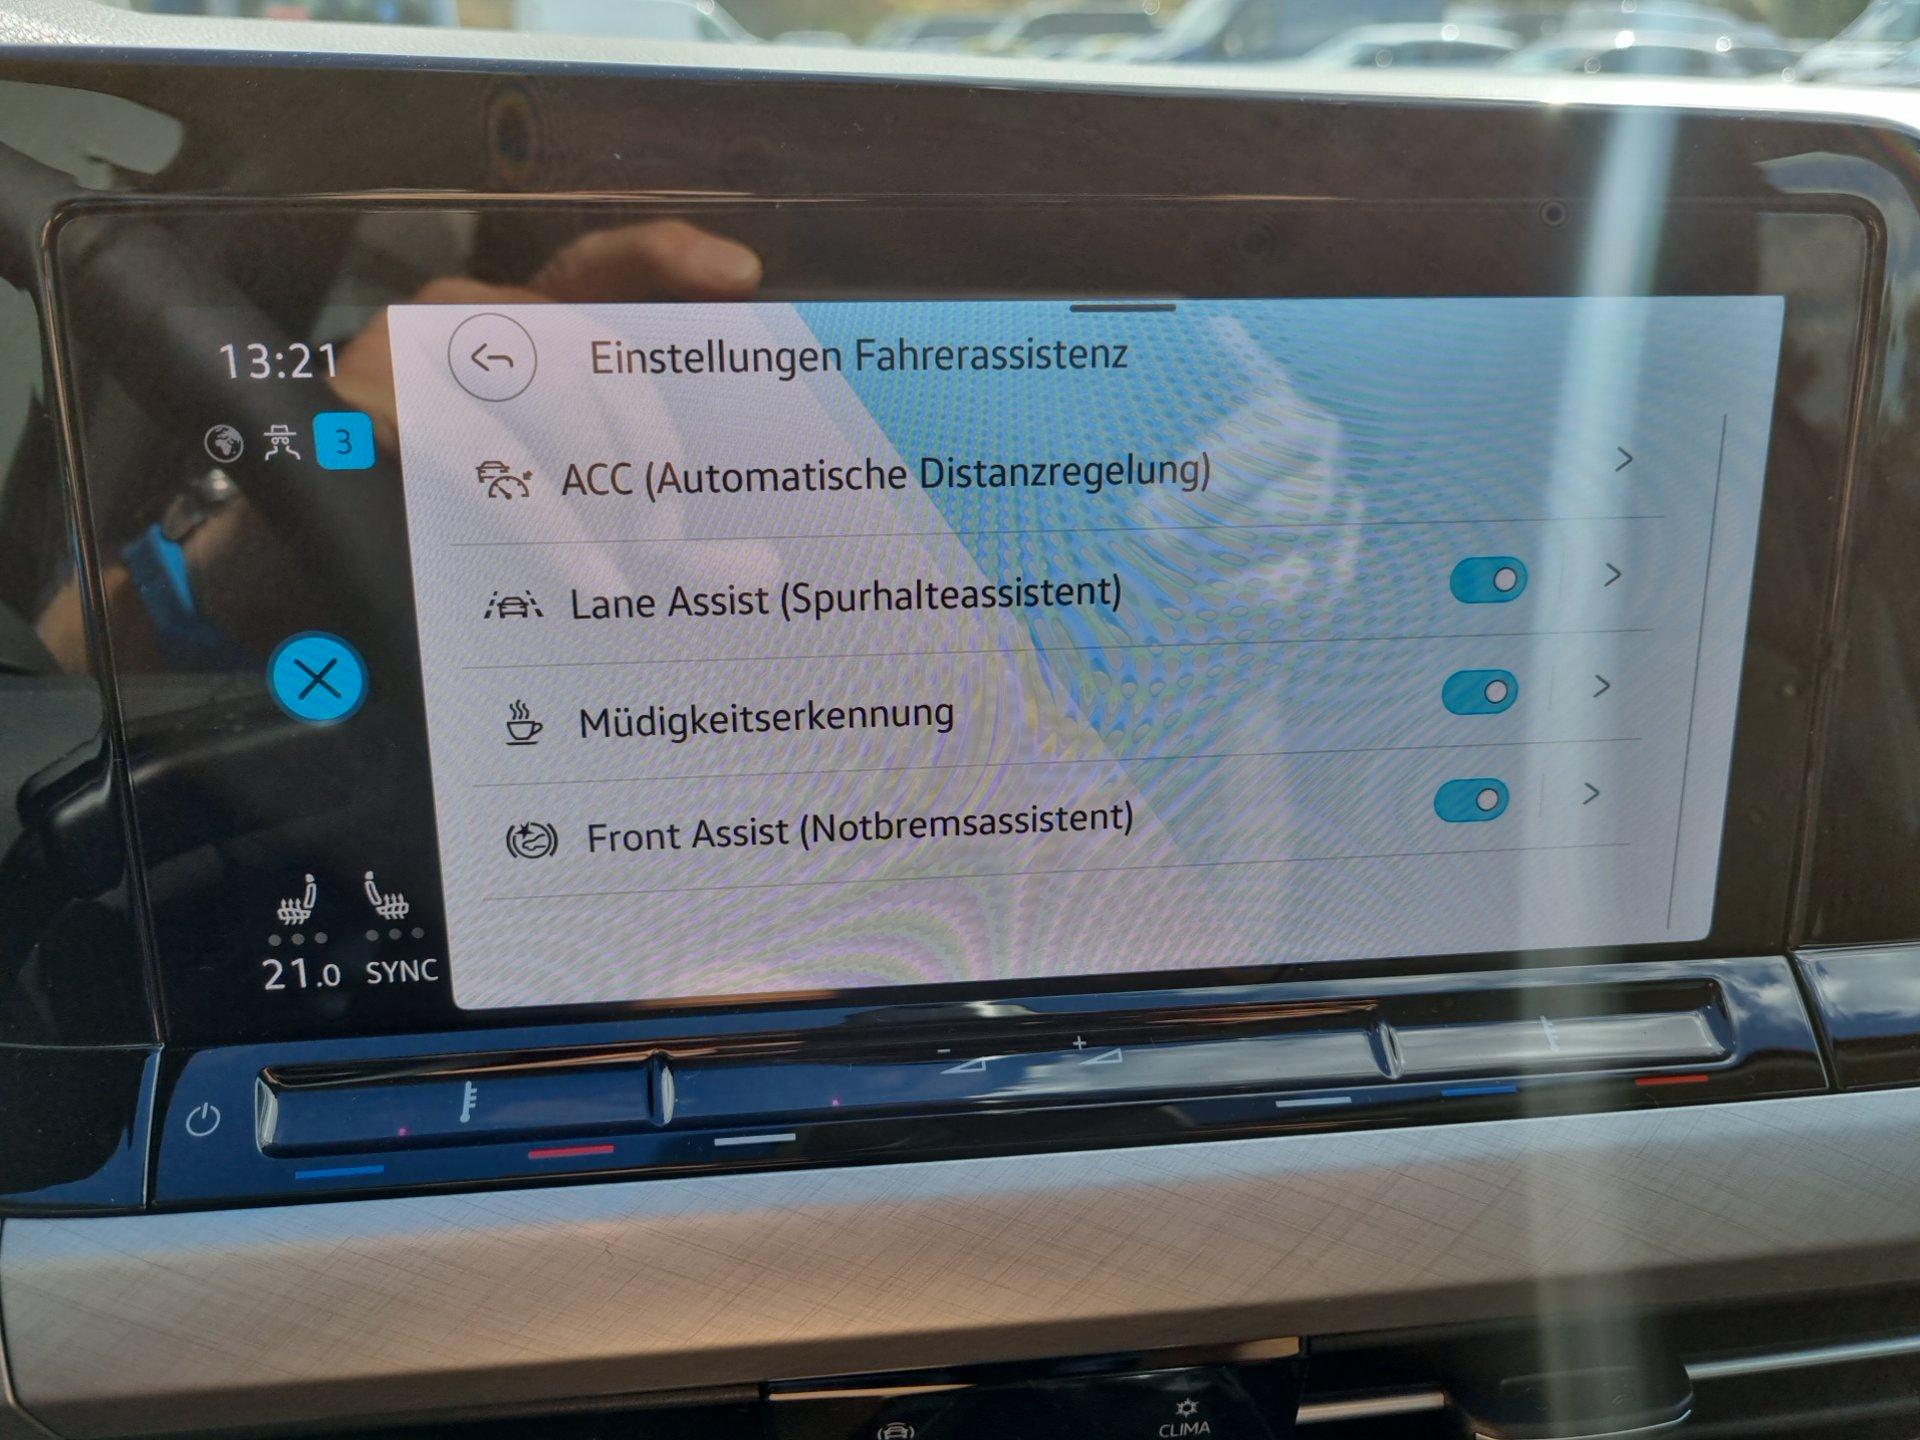 13:21
3
Einstellungen Fahrerassistenz
ACC (Automatische Distanzregelung)
Lane Assist (Spurhalteassistent)
Müdigkeitserkennung
Front Assist (Notbremsassistent)
21.0 SYNC
- +
CLIMA